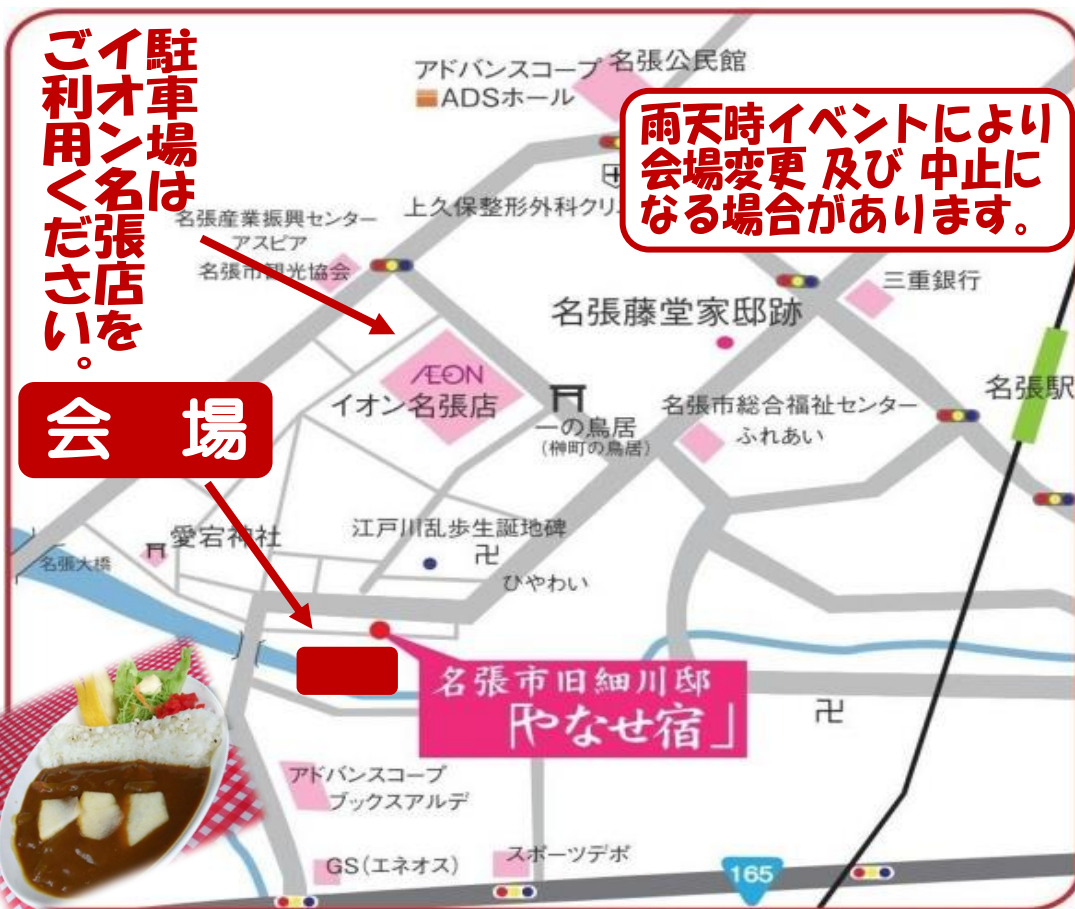 駐車場は
イオン名張店を
ご利用ください。
アドバンスコープ
ADSホール
名張公民館
雨天時イベントにより
会場変更 及び 中止に
なる場合があります。
上久保整形外科クリ
名張産業振興センター
アスピア
名張市観光協会
三重銀行
名張藤堂家邸跡
ÆON
イオン名張店
一の鳥居
(榊町の鳥居)
名張市総合福祉センター
ふれあい
名張駅
会 場
愛宕神社
名張大橋
江戸川乱歩生誕地碑
卍
ひやわい
名張市旧細川邸
「やなせ宿」
卍
アドバンスコープ
ブックスアルデ
GS(エネオス)
スポーツデポ
165